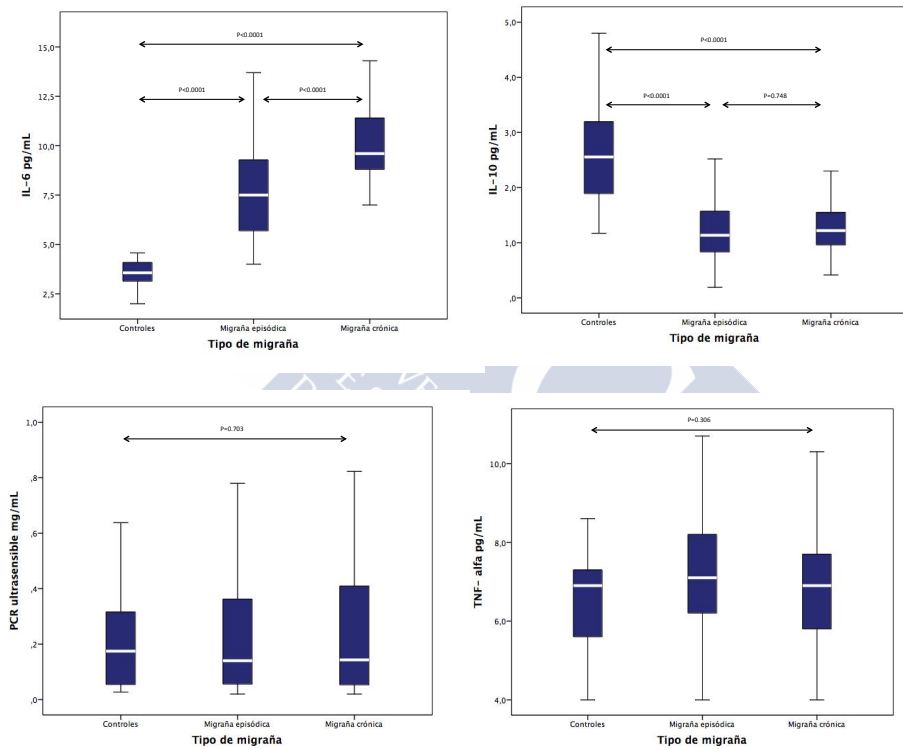 P<0.0001
P<0.0001 P<0.0001
15,0
12,5
10,0
7,5
5,0
2,5
IL-6 pg/mL
Controles Migraña episódica Migraña crónica
Tipo de migraña
P<0.0001
P<0.0001 P=0.748
5,0
4,0
3,0
2,0
1,0
,0
IL-10 pg/mL
Controles Migraña episódica Migraña crónica
Tipo de migraña
P=0.703
1,0
,8
,6
,4
,2
,0
PCR ultrasensible mg/mL
Controles Migraña episódica Migraña crónica
Tipo de migraña
P=0.306
10,0
8,0
6,0
4,0
TNF- alfa pg/mL
Controles Migraña episódica Migraña crónica
Tipo de migraña